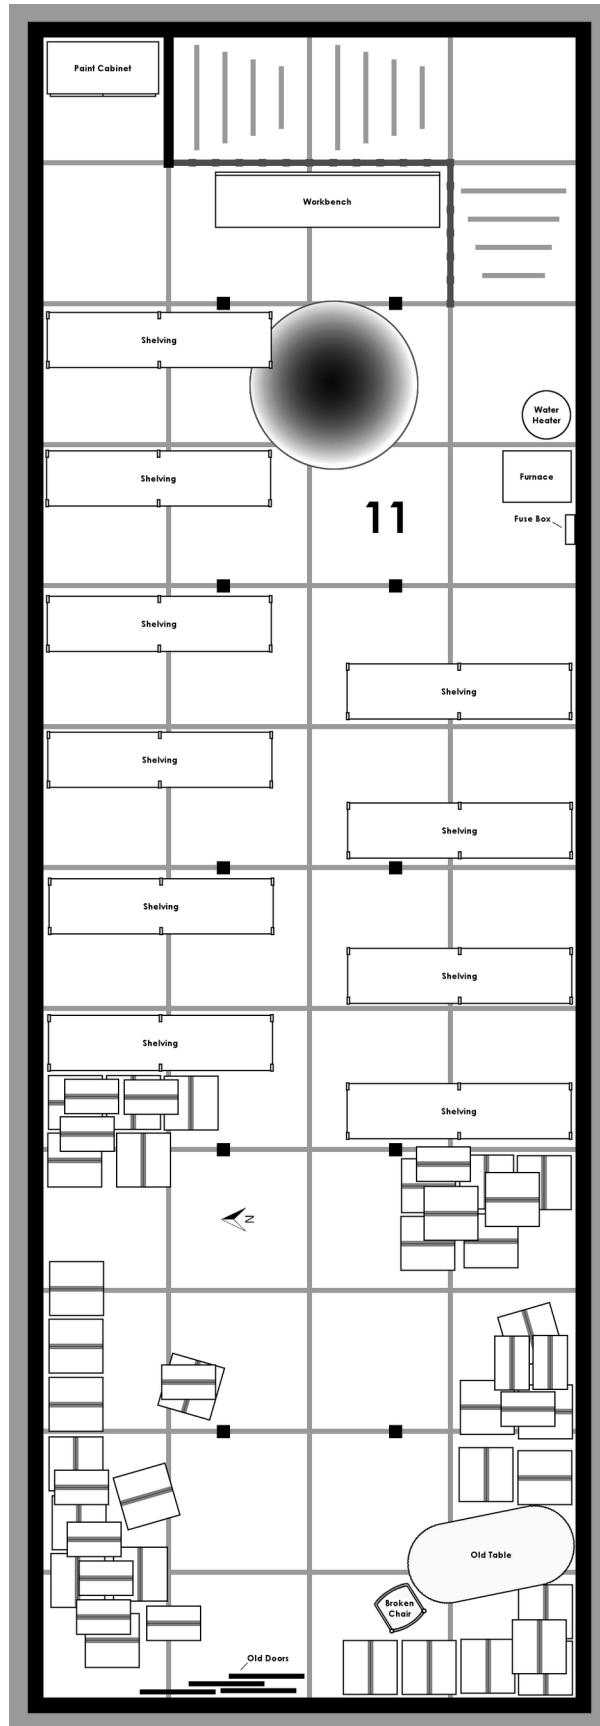 Paint Cabinet
Workbench
Shelving
Water
Heater
Shelving
Furnace
11
Fuse Box
Shelving
Shelving
Shelving
Shelving
Shelving
Shelving
Shelving
Shelving
N
Old Table
Broken
Chair
Old Doors